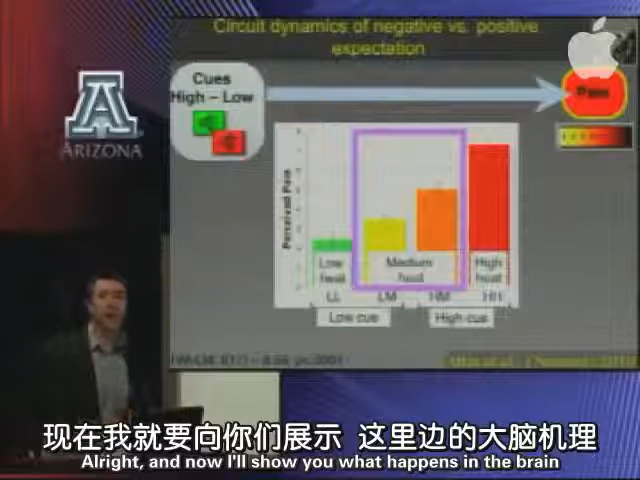 Circuit dynamics of negative vs. positive
expectation
Cues
High – Low
Pain
ARIZONA
Perceived Pain
Low
heat
Medium
heat
High
heat
LL
LM
HM
HH
Low cue
High cue
现在我就要向你们展示 这里边的大脑机理
Alright, and now I'll show you what happens in the brain